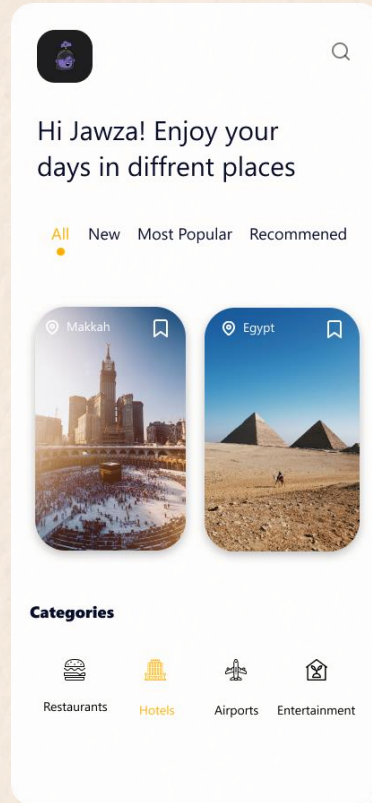 Hi Jawza! Enjoy your
days in diffrent places
All New Most Popular Recommened
Makkah
Egypt
Categories
Restaurants Hotels Airports Entertainment